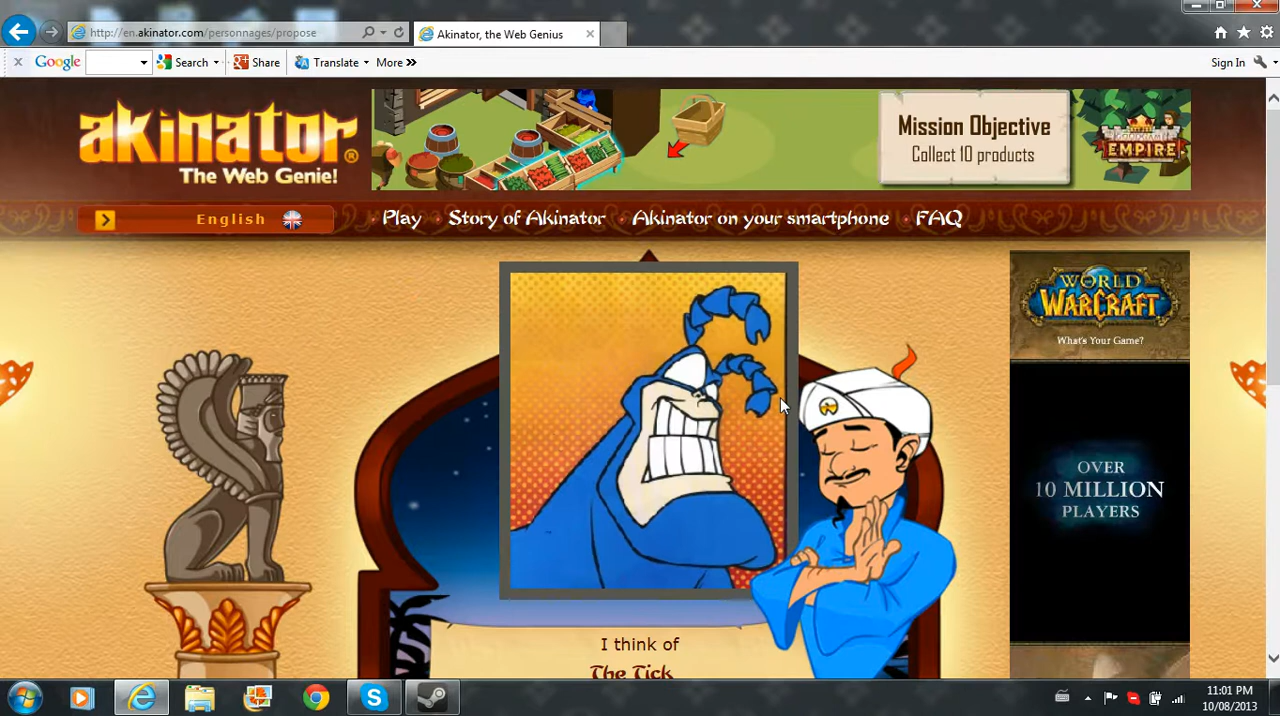 http://en.akinator.com/personnages/propose
Akinator, the Web Genius
Google
Search
Share
Translate
More »
Sign In
akinator®
The Web Genie!
Mission Objective
Collect 10 products
GOODGAME
EMPIRE
English
Play
Story of Akinator
Akinator on your smartphone
FAQ
WORLD
WARCRAFT
What's Your Game?
OVER
10 MILLION
PLAYERS
I think of
The Tick
11:01 PM
10/08/2013